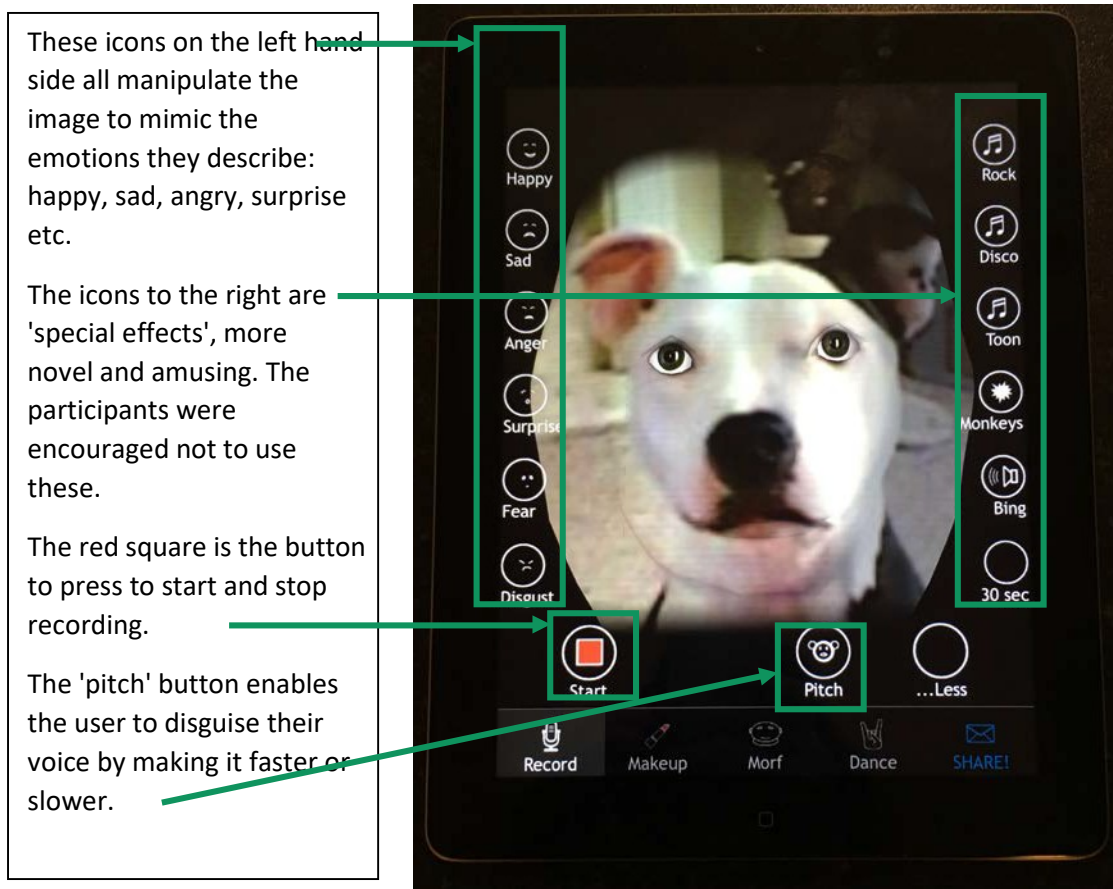 These icons on the left hand
side all manipulate the
image to mimic the
emotions they describe:
happy, sad, angry, surprise
etc.
The icons to the right are
'special effects', more
novel and amusing. The
participants were
encouraged not to use
these.
The red square is the button
to press to start and stop
recording.
The 'pitch' button enables
the user to disguise their
voice by making it faster or
slower.
Happy
Sad
Anger
Surprise
Fear
Disgust
Rock
Disco
Toon
Monkeys
Bing
30 sec
Start
Pitch
...Less
Record
Makeup
Morf
Dance
SHARE!